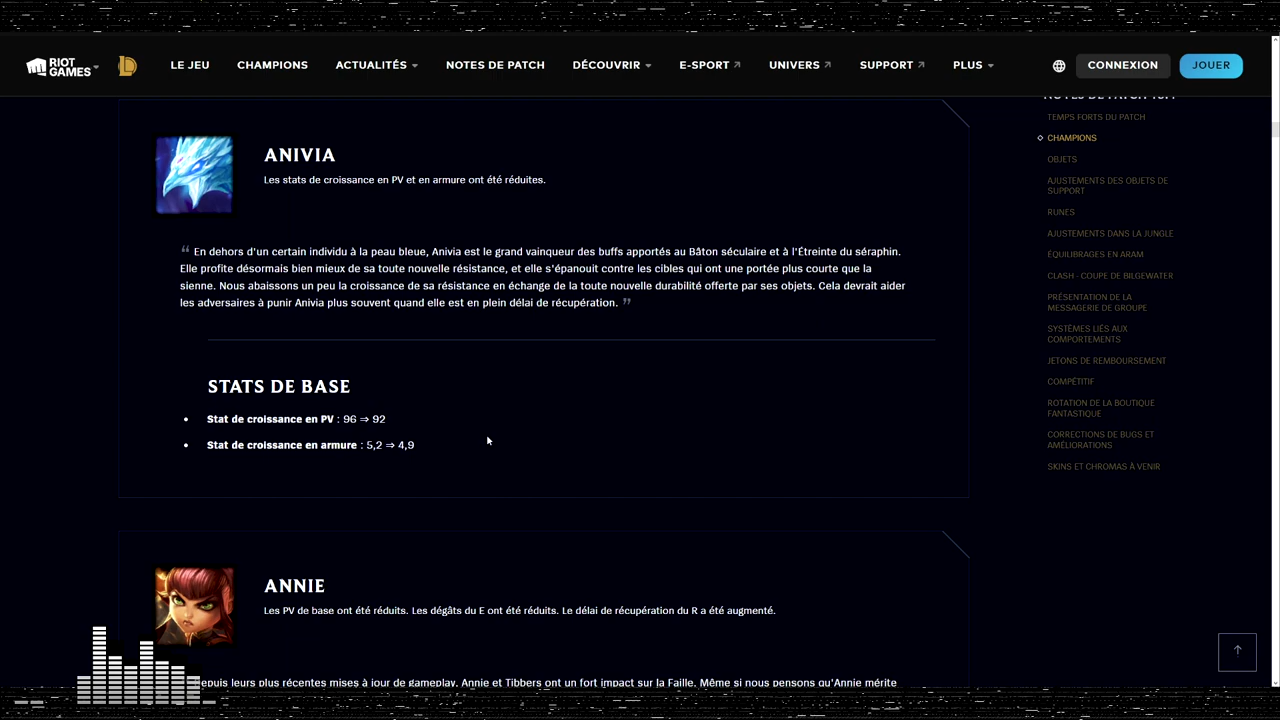 RIOT GAMES
LE JEU
CHAMPIONS
ACTUALITÉS
NOTES DE PATCH
DÉCOUVRIR
E-SPORT
UNIVERS
SUPPORT
PLUS
CONNEXION
JOUER
ANIVIA
Les stats de croissance en PV et en armure ont été réduites.
“ En dehors d'un certain individu à la peau bleue, Anivia est le grand vainqueur des buffs apportés au Bâton séculaire et à l'Étreinte du séraphin.
Elle profite désormais bien mieux de sa toute nouvelle résistance, et elle s'épanouit contre les cibles qui ont une portée plus courte que la
sienne. Nous abaissons un peu la croissance de sa résistance en échange de la toute nouvelle durabilité offerte par ses objets. Cela devrait aider
les adversaires à punir Anivia plus souvent quand elle est en plein délai de récupération. ”
STATS DE BASE
• Stat de croissance en PV : 96 ⇒ 92
• Stat de croissance en armure : 5,2 ⇒ 4,9
ANNIE
Les PV de base ont été réduits. Les dégâts du E ont été réduits. Le délai de récupération du R a été augmenté.
epuis leurs plus récentes mises à jour de gameplay, Annie et Tibbers ont un fort impact sur la Faille. Même si nous pensons qu'Annie mérite
NOTES DE PATCH
TEMPS FORTS DU PATCH
CHAMPIONS
OBJETS
AJUSTEMENTS DES OBJETS DE
SUPPORT
RUNES
AJUSTEMENTS DANS LA JUNGLE
ÉQUILIBRAGES EN ARAM
CLASH - COUPE DE BILGEWATER
PRÉSENTATION DE LA
MESSAGERIE DE GROUPE
SYSTÈMES LIÉS AUX
COMPORTEMENTS
JETONS DE REMBOURSEMENT
COMPÉTITIF
ROTATION DE LA BOUTIQUE
FANTASTIQUE
CORRECTIONS DE BUGS ET
AMÉLIORATIONS
SKINS ET CHROMAS À VENIR